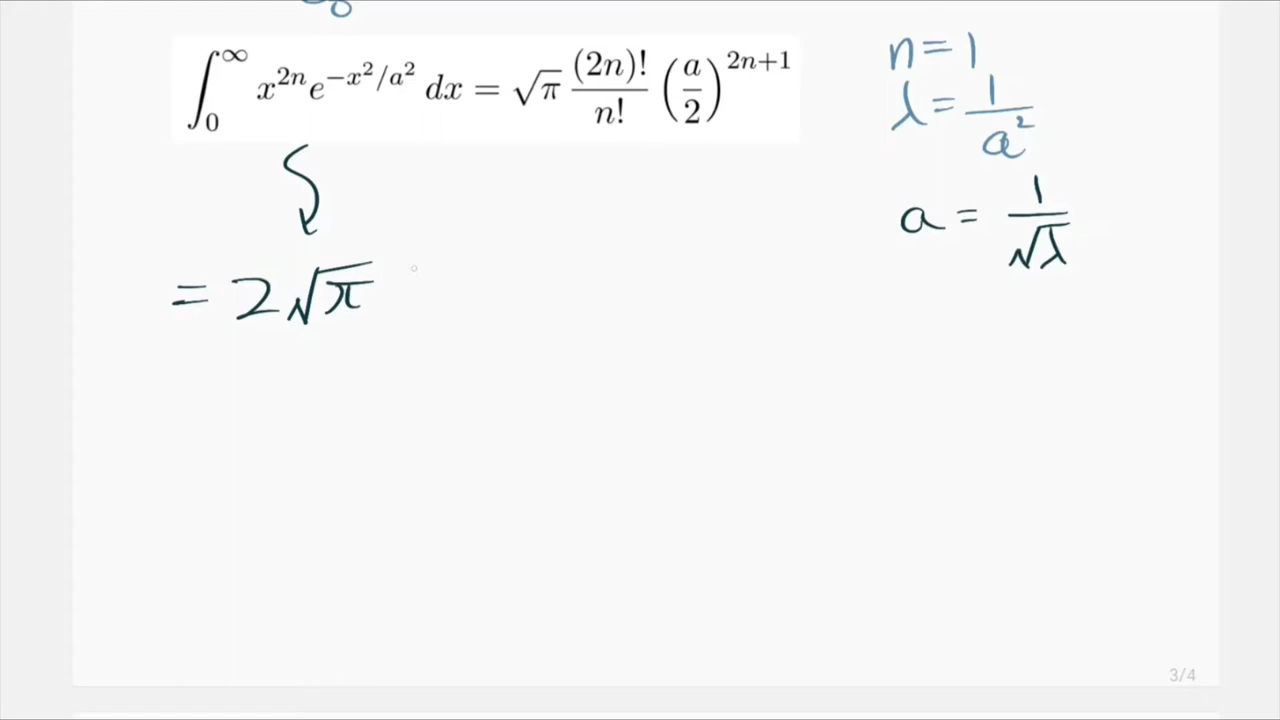 ∫₀^∞ x^{2n} e^{-x²/a²} dx = √π (2n)!/n! (a/2)^{2n+1}
n = 1
λ = 1/a²
a = 1/√λ
= 2√π
3/4